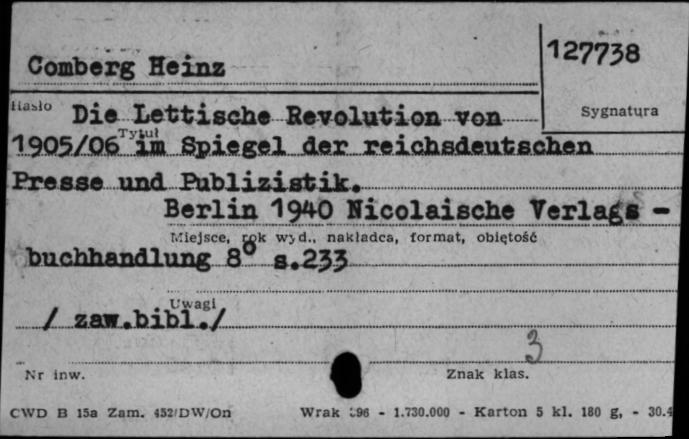 127738
Comberg Heinz
Sygnatura
Hasło Die Lettische Revolution von
Tytuł
1905/06 im Spiegel der reichsdeutschen
Presse und Publizistik.
Berlin 1940 Nicolaische Verlags -
Miejsce, rok wyd., nakładca, format, objętość
buchhandlung 8° s.233
Uwagi
/ zaw.bibl./
3
Nr inw.
Znak klas.
CWD B 15a Zam. 452/DW/On Wrak 96 - 1.730.000 - Karton 5 kl. 180 g, - 30.4